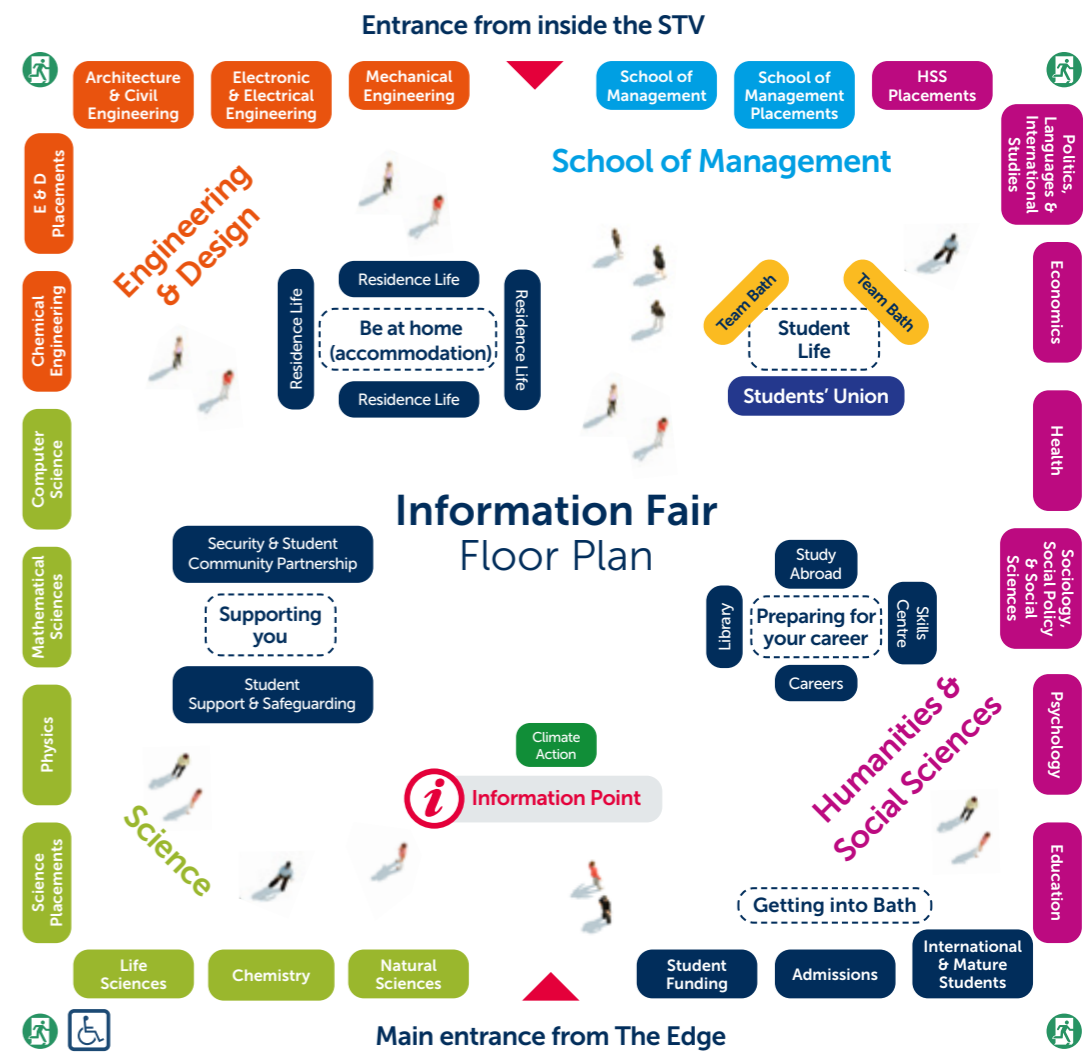 Entrance from inside the STV
Architecture
& Civil
Engineering
Electronic
& Electrical
Engineering
Mechanical
Engineering
School of
Management
School of
Management
Placements
HSS
Placements
E & D
Placements
Chemical
Engineering
Computer
Science
Mathematical
Sciences
Physics
Science
Placements
Engineering
& Design
School of Management
Politics,
Languages &
International
Studies
Economics
Health
Sociology,
Social Policy
& Social
Sciences
Psychology
Education
Residence Life
Residence Life
Be at home
(accommodation)
Residence Life
Residence Life
Team Bath
Team Bath
Student
Life
Students’ Union
Information Fair
Floor Plan
Security & Student
Community Partnership
Supporting
you
Student
Support & Safeguarding
Study
Abroad
Library
Preparing for
your career
Skills
Centre
Careers
Climate
Action
i
Information Point
Humanities &
Social Sciences
Science
Getting into Bath
Life
Sciences
Chemistry
Natural
Sciences
Student
Funding
Admissions
International
& Mature
Students
Main entrance from The Edge